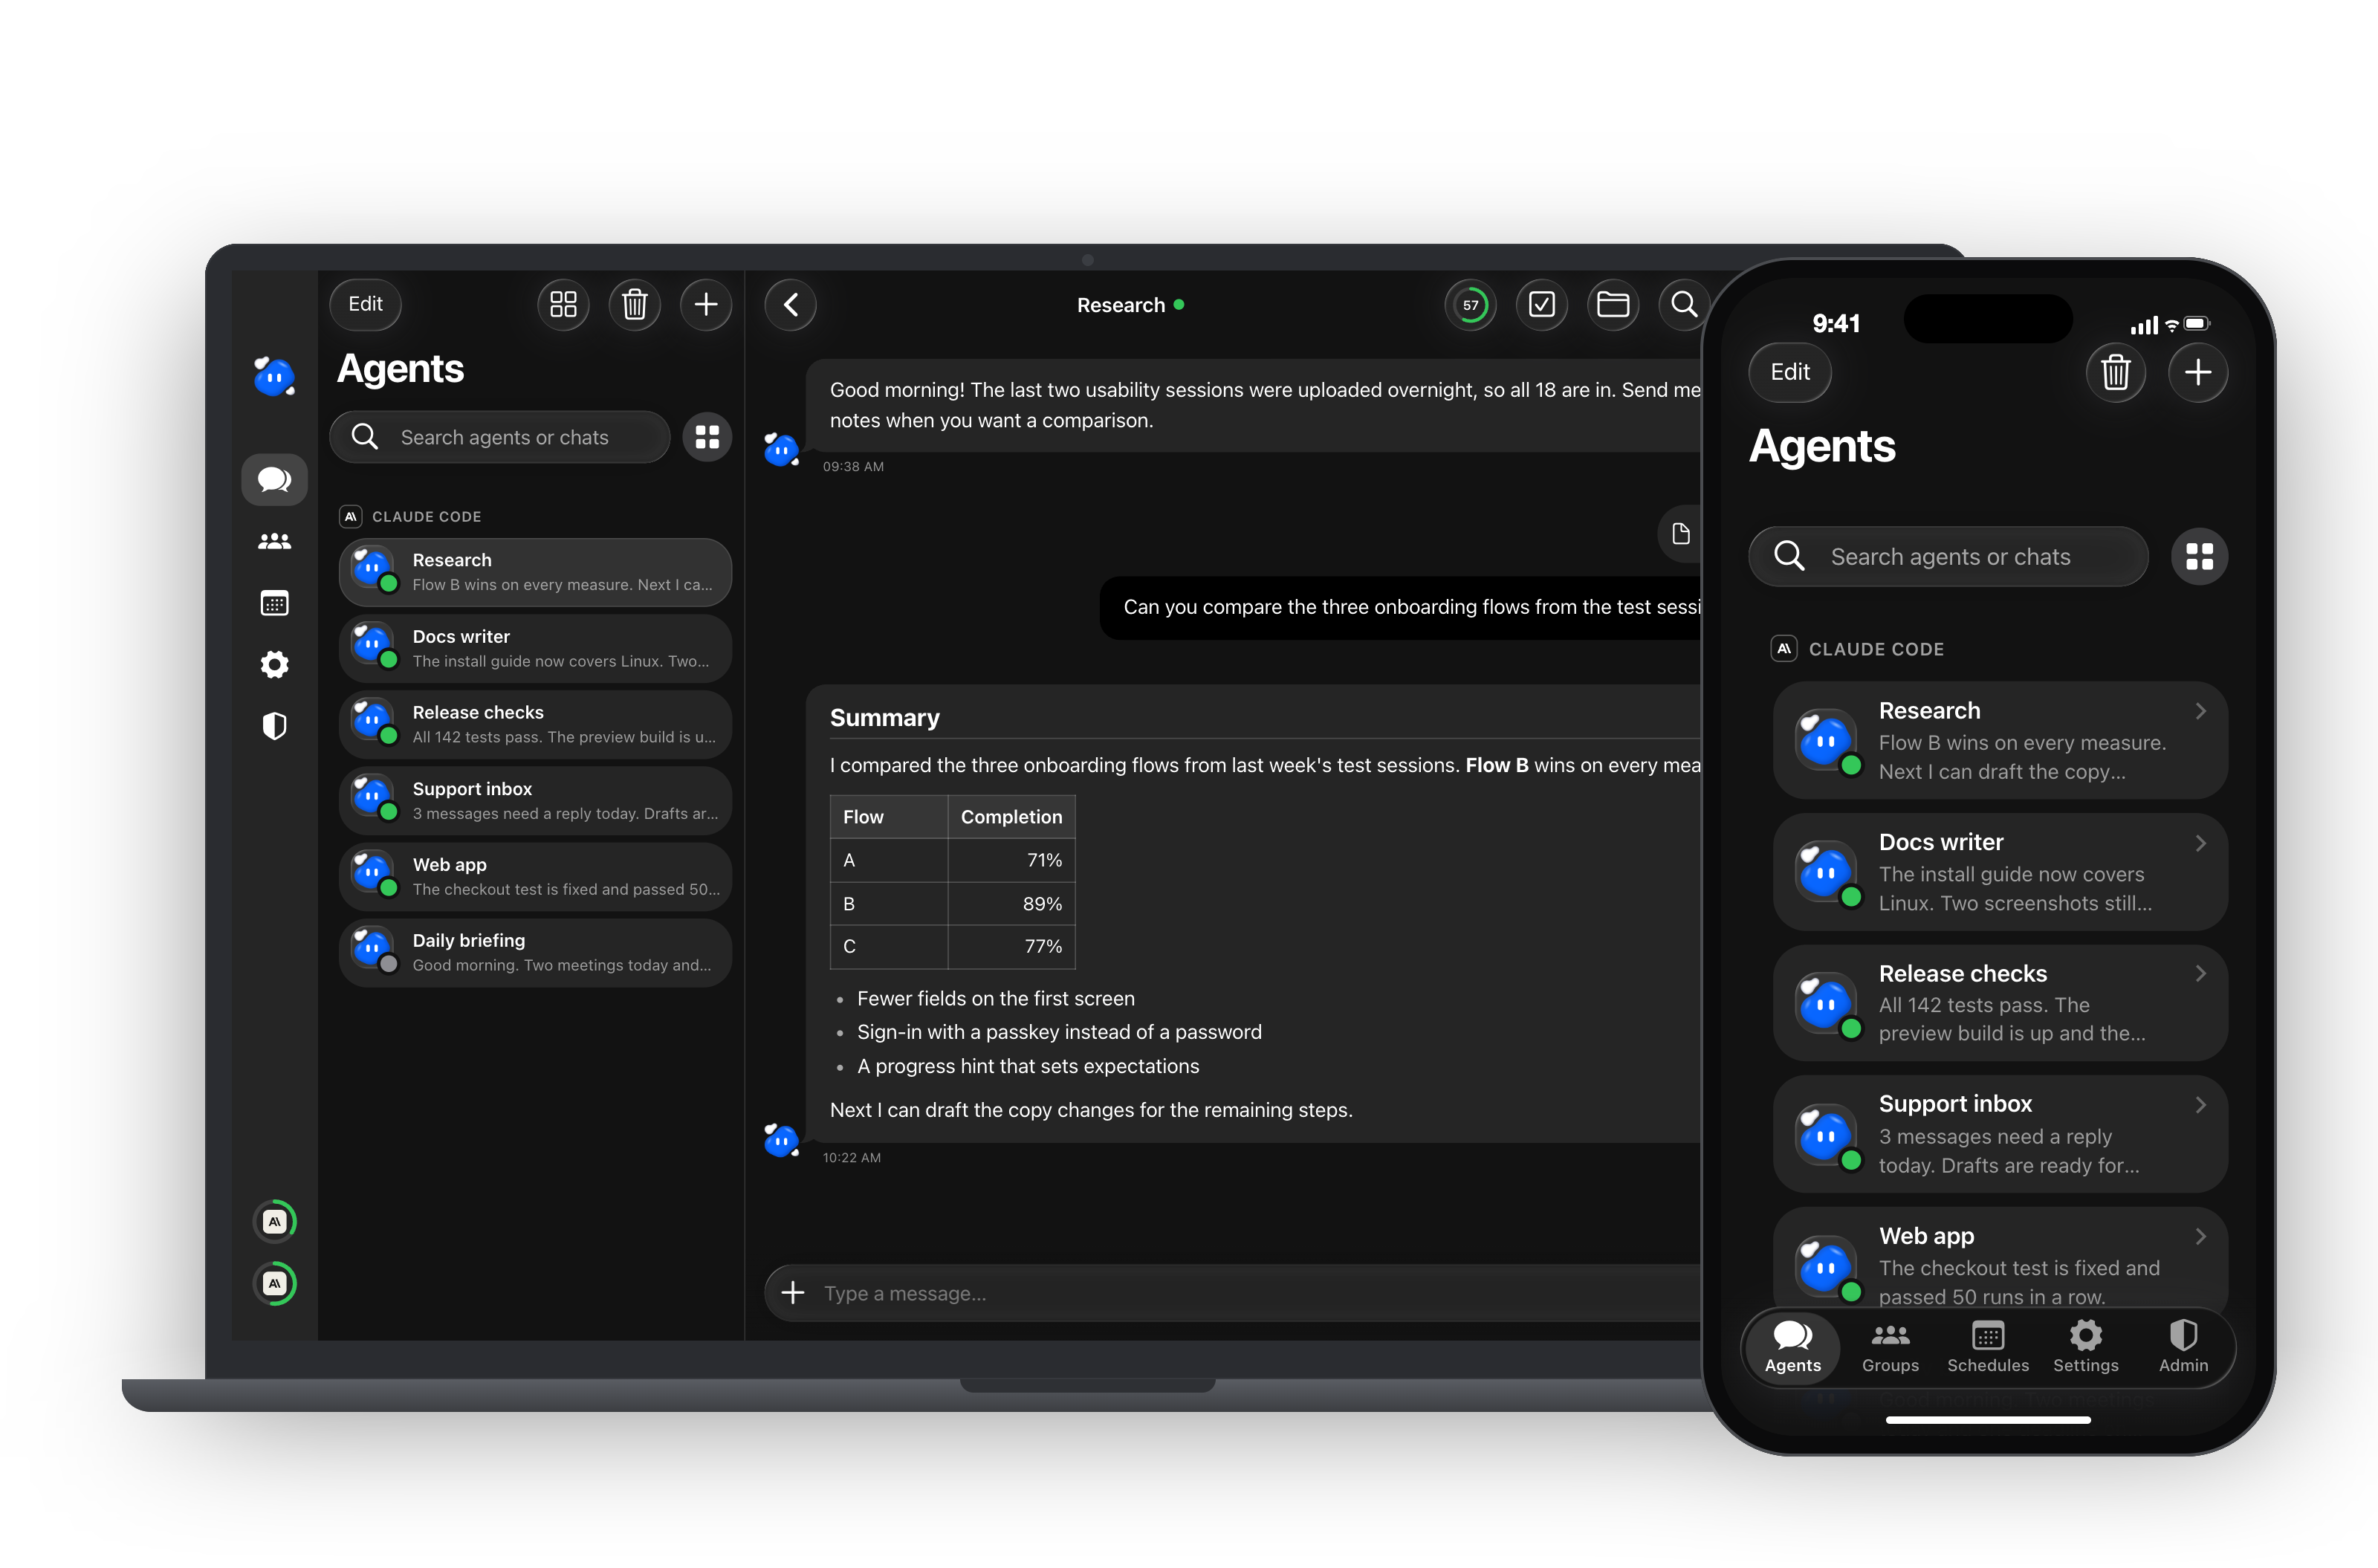 Edit
Agents
Search agents or chats
CLAUDE CODE
Research
Flow B wins on every measure. Next I ca...
Docs writer
The install guide now covers Linux. Two...
Release checks
All 142 tests pass. The preview build is u...
Support inbox
3 messages need a reply today. Drafts ar...
Web app
The checkout test is fixed and passed 50...
Daily briefing
Good morning. Two meetings today and...
Research
57
Good morning! The last two usability sessions were uploaded overnight, so all 18 are in. Send me
notes when you want a comparison.
09:38 AM
Can you compare the three onboarding flows from the test sessi
Summary
I compared the three onboarding flows from last week's test sessions. Flow B wins on every mea
Flow Completion
A 71%
B 89%
C 77%
• Fewer fields on the first screen
• Sign-in with a passkey instead of a password
• A progress hint that sets expectations
Next I can draft the copy changes for the remaining steps.
10:22 AM
Type a message...
9:41
Edit
Agents
Search agents or chats
CLAUDE CODE
Research
Flow B wins on every measure.
Next I can draft the copy...
Docs writer
The install guide now covers
Linux. Two screenshots still...
Release checks
All 142 tests pass. The
preview build is up and the...
Support inbox
3 messages need a reply
today. Drafts are ready for...
Web app
The checkout test is fixed and
passed 50 runs in a row.
Agents Groups Schedules Settings Admin
Good morning. Two meetings